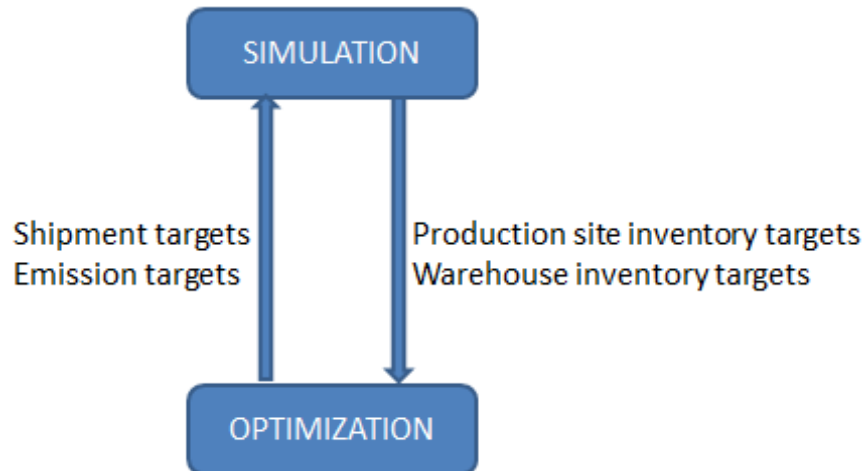 SIMULATION
Shipment targets
Emission targets
Production site inventory targets
Warehouse inventory targets
OPTIMIZATION